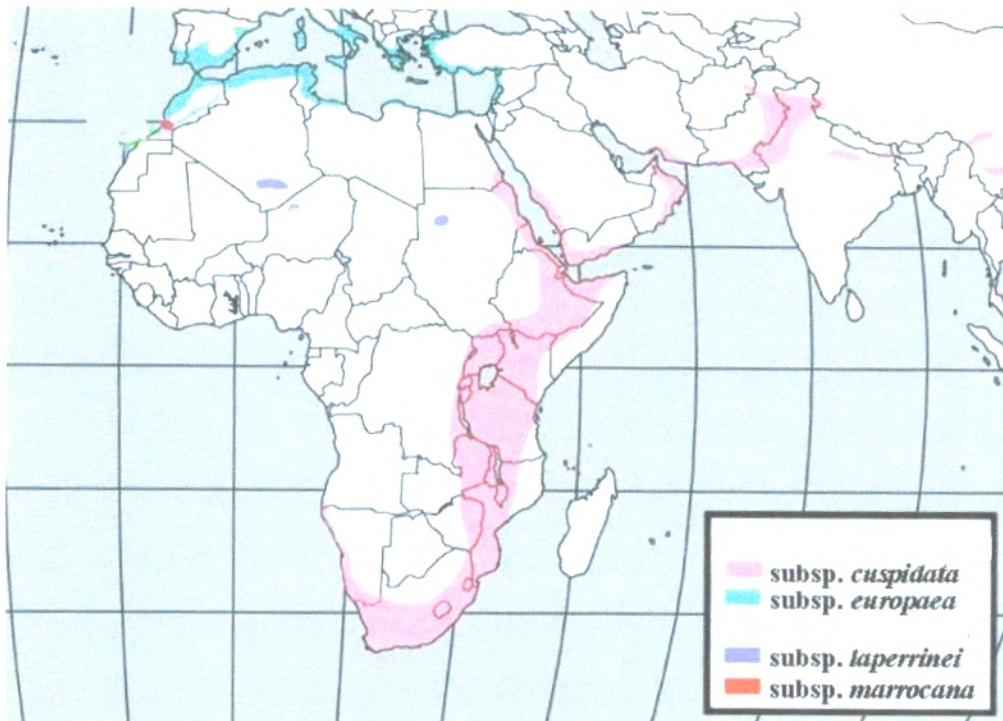 subsp. cuspidata
subsp. europaea
subsp. laperrinei
subsp. marrocana